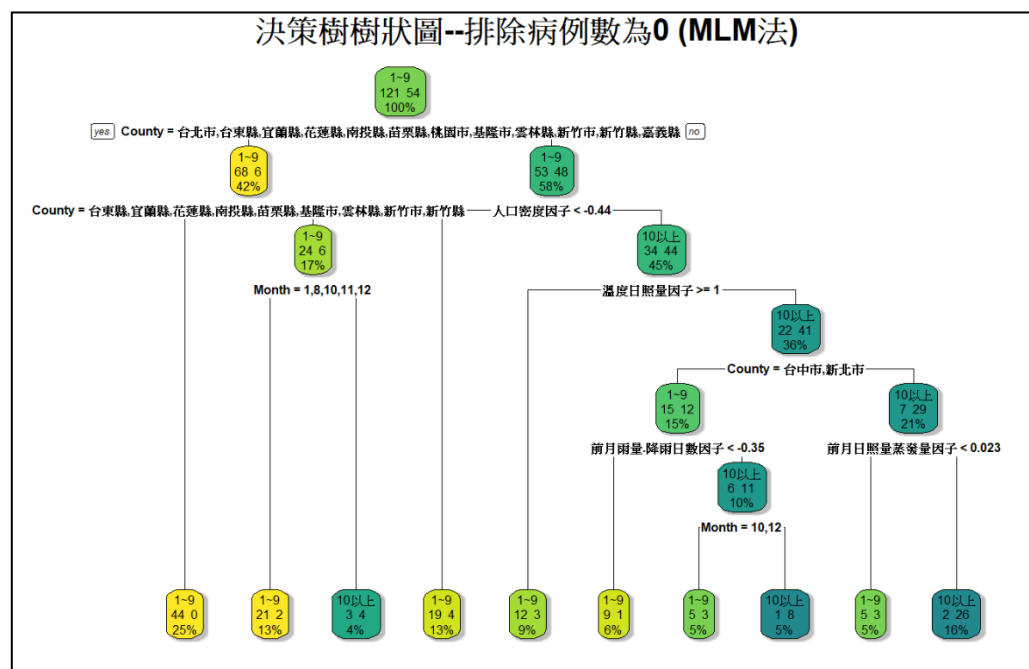 決策樹樹狀圖--排除病例數為0 (MLM法)
1~9
121 54
100%
yes County = 台北市,台東縣,宜蘭縣,花蓮縣,南投縣,苗栗縣,桃園市,基隆市,雲林縣,新竹市,新竹縣,嘉義縣 no
1~9
68 6
42%
1~9
53 48
58%
County = 台東縣,宜蘭縣,花蓮縣,南投縣,苗栗縣,基隆市,雲林縣,新竹市,新竹縣
人口密度因子 < -0.44
1~9
24 6
17%
10以上
34 44
45%
Month = 1,8,10,11,12
溫度日照量因子 >= 1
10以上
22 41
36%
County = 台中市,新北市
1~9
15 12
15%
10以上
7 29
21%
前月雨量-降雨日數因子 < -0.35
前月日照量蒸發量因子 < 0.023
10以上
6 11
10%
Month = 10,12
1~9
44 0
25%
1~9
21 2
13%
10以上
3 4
4%
1~9
19 4
13%
1~9
12 3
9%
1~9
9 1
6%
1~9
5 3
5%
10以上
1 8
5%
1~9
5 3
5%
10以上
2 26
16%